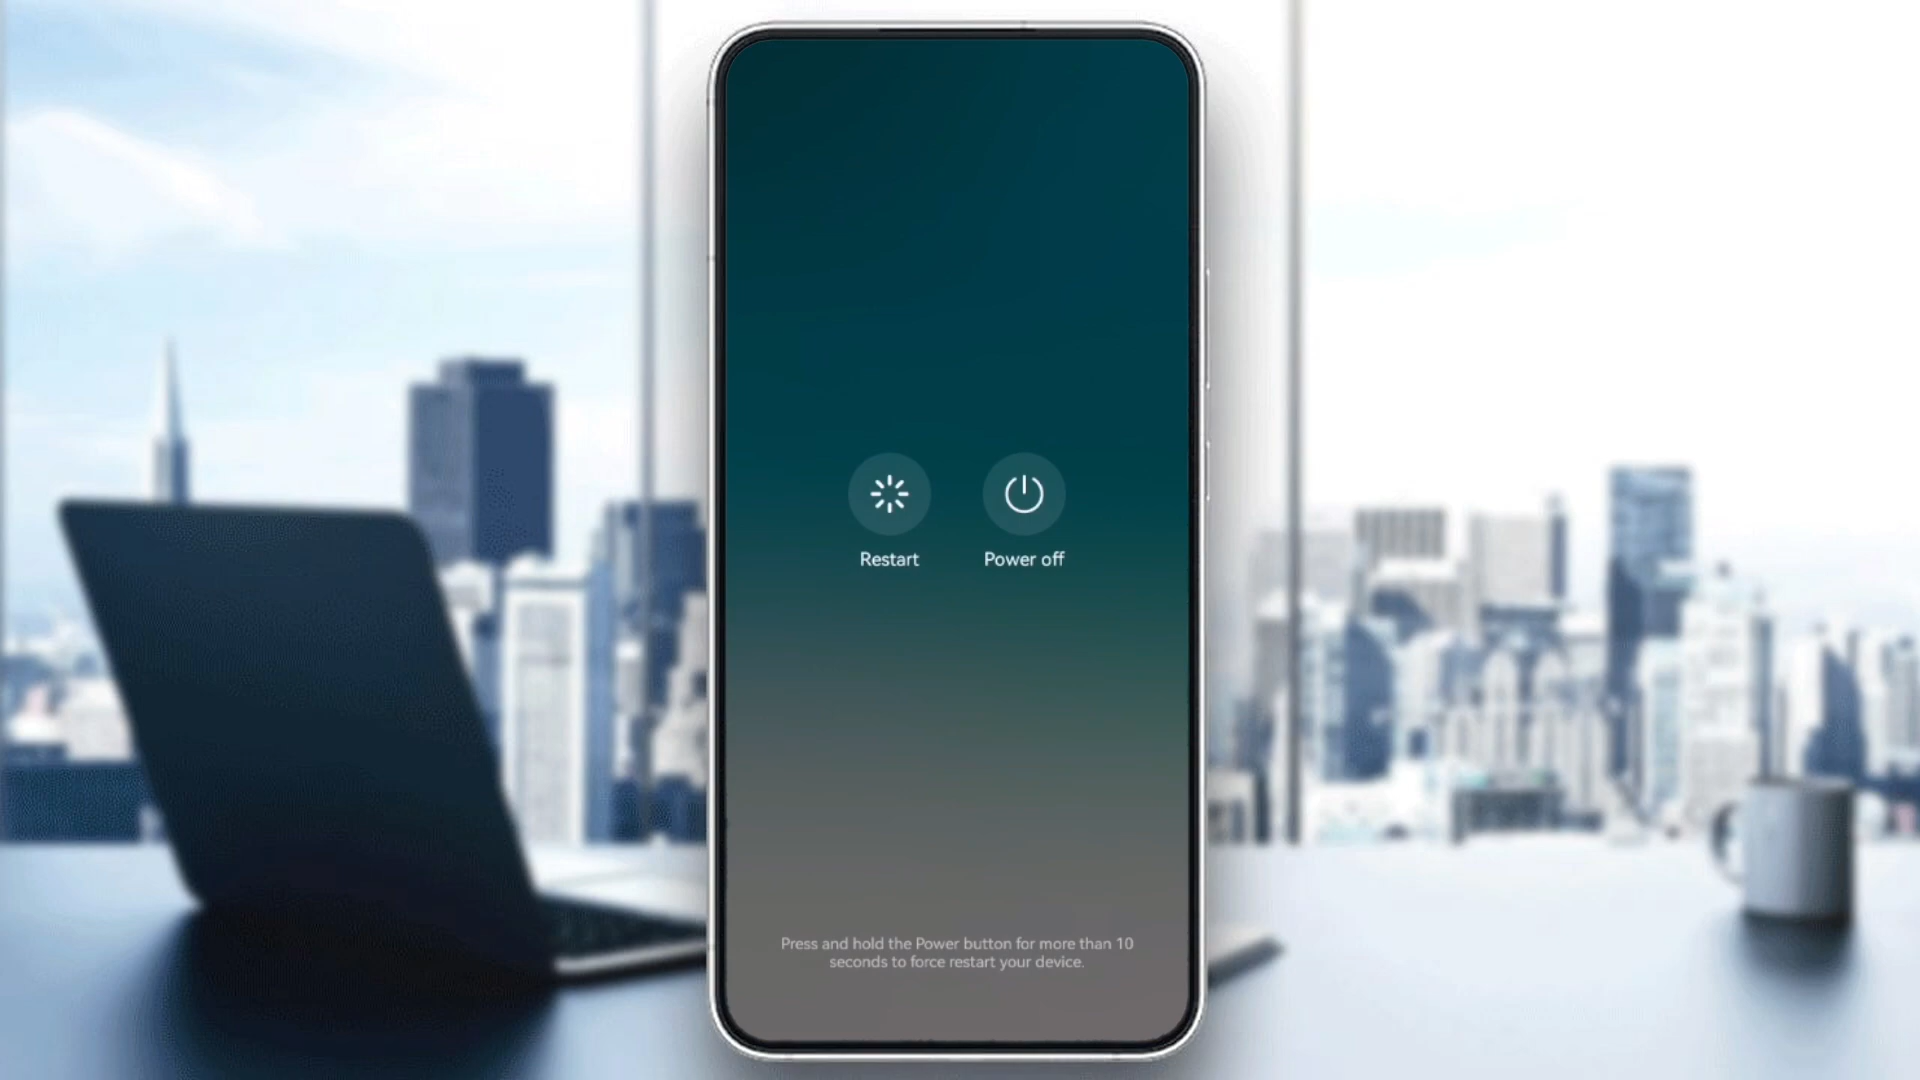 Restart
Power off
Press and hold the Power button for more than 10
seconds to force restart your device.